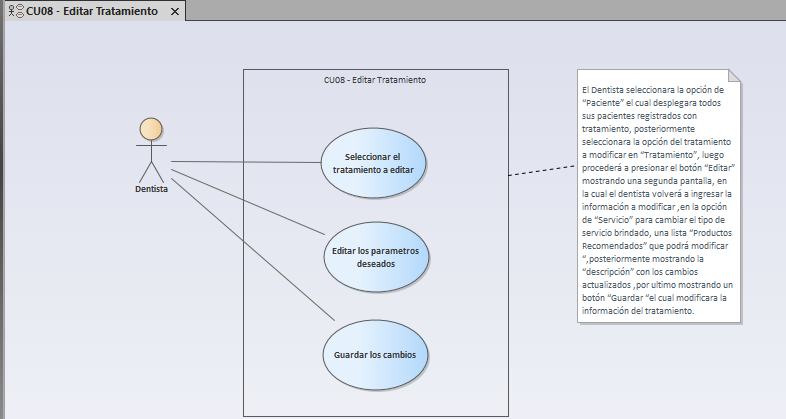 CU08 - Editar Tratamiento
CU08 - Editar Tratamiento
Dentista
Seleccionar el
tratamiento a editar
Editar los parametros
deseados
Guardar los cambios
El Dentista seleccionara la opción de
“Paciente” el cual desplegara todos
sus pacientes registrados con
tratamiento, posteriormente
seleccionara la opción del tratamiento
a modificar en “Tratamiento”, luego
procederá a presionar el botón “Editar”
mostrando una segunda pantalla, en
la cual el dentista volverá a ingresar la
información a modificar ,en la opción
de “Servicio” para cambiar el tipo de
servicio brindado, una lista “Productos
Recomendados” que podrá modificar
“,posteriormente mostrando la
“descripción” con los cambios
actualizados ,por ultimo mostrando un
botón “Guardar “el cual modificara la
información del tratamiento.